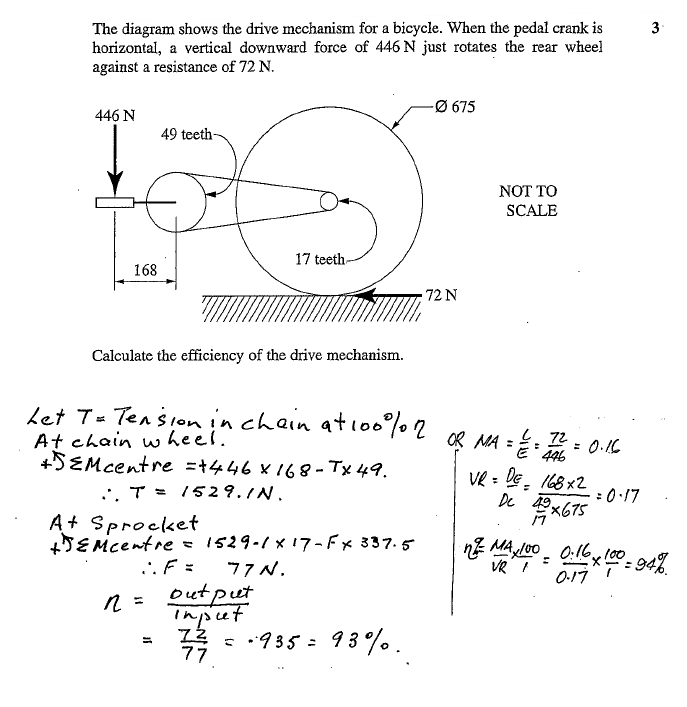 The diagram shows the drive mechanism for a bicycle. When the pedal crank is
3
horizontal, a vertical downward force of 446 N just rotates the rear wheel
against a resistance of 72 N.
446 N
Ø 675
49 teeth
NOT TO
SCALE
17 teeth
168
72 N
Calculate the efficiency of the drive mechanism.
Let T = Tension in chain at 100% η
At chain wheel.
+↺ΣMcentre = +446 × 168 - T× 49.
∴ T = 1529.1N.
At Sprocket
+↺ΣMcentre = 1529.1 × 17 - F× 337.5
∴ F = 77N.
η = output / input
= 72/77 = .935 = 93%.
OR MA = L/E = 72/446 = 0.16
VR = DE/DC = 168×2 / 49/17 ×675 = 0.17
η% = MA/VR × 100/1 = 0.16/0.17 × 100/1 = 94%.